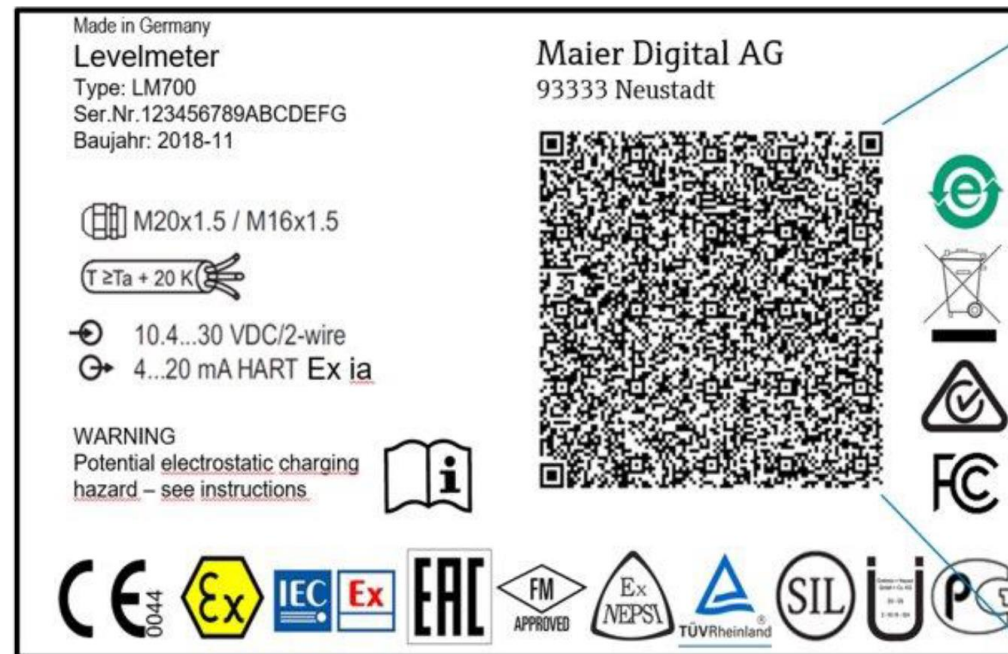 Made in Germany
Levelmeter
Type: LM700
Ser.Nr.123456789ABCDEFG
Baujahr: 2018-11
M20x1.5 / M16x1.5
T ≥Ta + 20 K
10.4...30 VDC/2-wire
4...20 mA HART Ex ia
WARNING
Potential electrostatic charging
hazard – see instructions
i
Maier Digital AG
93333 Neustadt
e
FC
CE 0044
Ex
IEC Ex
EAC
FM
APPROVED
Ex
NEPSI
TÜVRheinland®
SIL
U